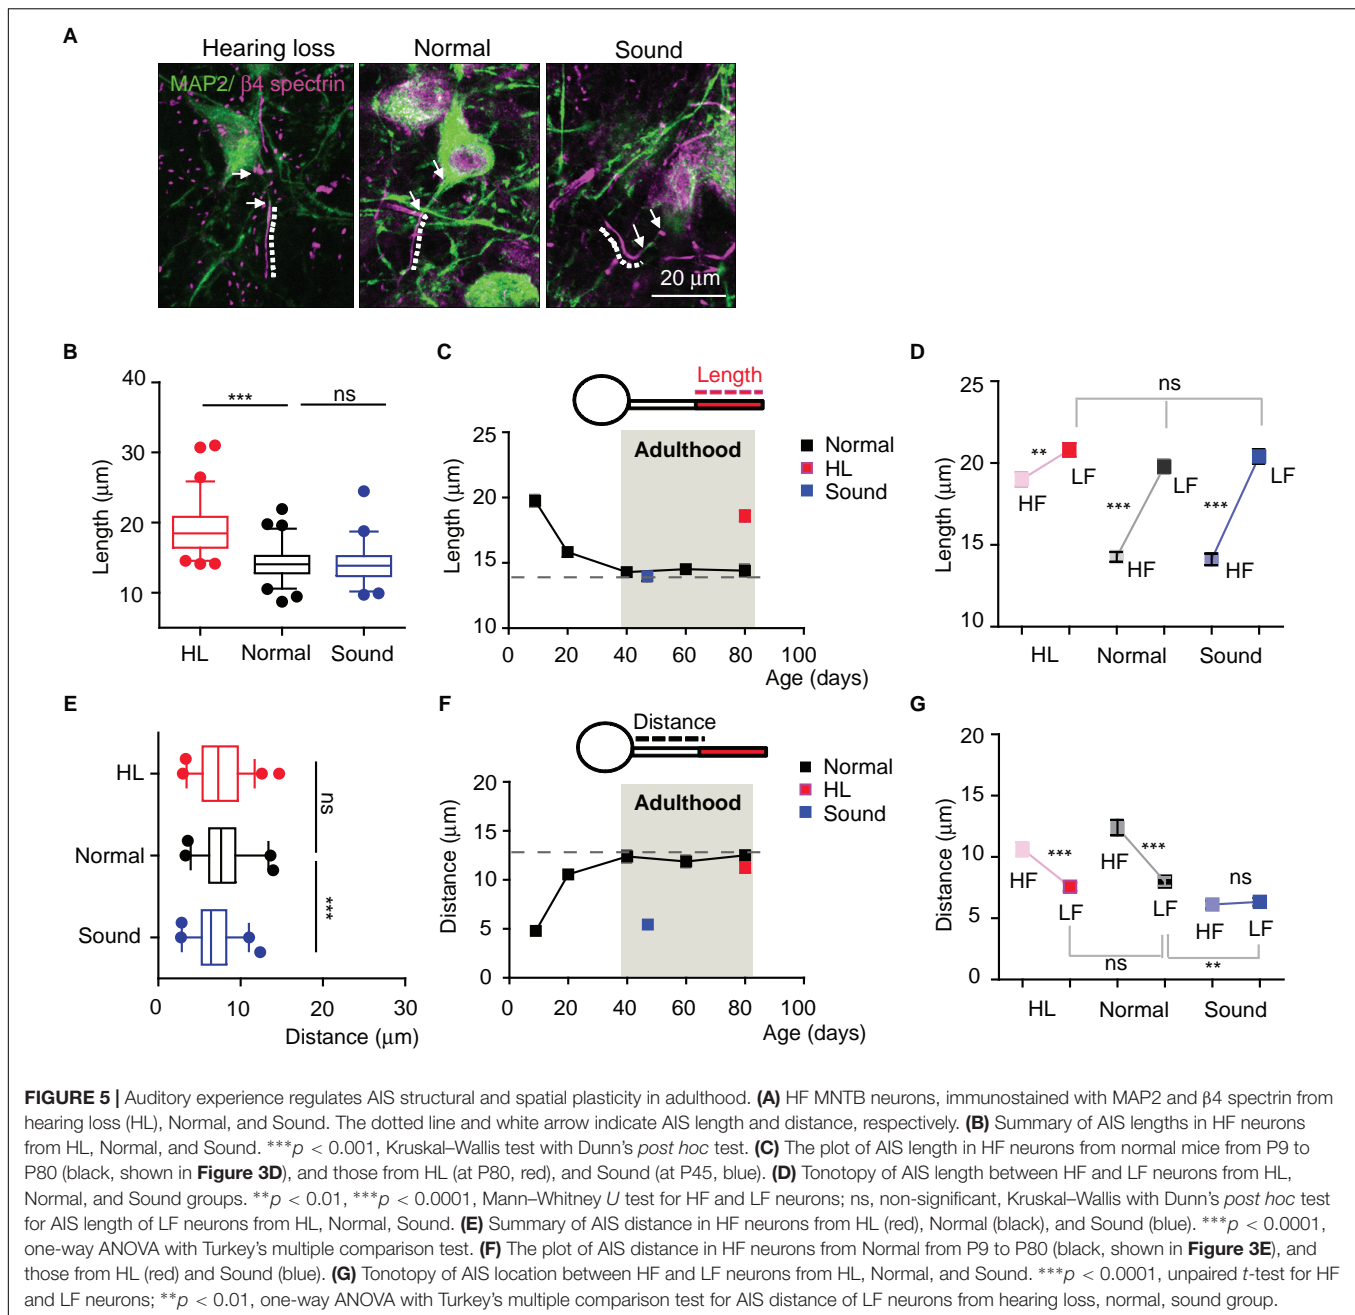 A
Hearing loss
Normal
Sound
MAP2/ β4 spectrin
20 μm
B
Length (μm)
40
30
20
10
***
ns
HL
Normal
Sound
C
Length
Length (μm)
25
20
15
10
Adulthood
Normal
HL
Sound
0
20
40
60
80
100
Age (days)
D
Length (μm)
25
20
15
10
ns
**
HF
LF
***
HF
LF
***
HF
LF
HL
Normal
Sound
E
HL
Normal
Sound
ns
***
0
10
20
30
Distance (μm)
F
Distance
Distance (μm)
20
15
10
5
0
Adulthood
Normal
HL
Sound
0
20
40
60
80
100
Age (days)
G
Distance (μm)
20
15
10
5
0
***
HF
LF
***
HF
LF
ns
HF
LF
ns
**
HL
Normal
Sound
FIGURE 5 | Auditory experience regulates AIS structural and spatial plasticity in adulthood. (A) HF MNTB neurons, immunostained with MAP2 and β4 spectrin from
hearing loss (HL), Normal, and Sound. The dotted line and white arrow indicate AIS length and distance, respectively. (B) Summary of AIS lengths in HF neurons
from HL, Normal, and Sound. ***p < 0.001, Kruskal–Wallis test with Dunn's post hoc test. (C) The plot of AIS length in HF neurons from normal mice from P9 to
P80 (black, shown in Figure 3D), and those from HL (at P80, red), and Sound (at P45, blue). (D) Tonotopy of AIS length between HF and LF neurons from HL,
Normal, and Sound groups. **p < 0.01, ***p < 0.0001, Mann–Whitney U test for HF and LF neurons; ns, non-significant, Kruskal–Wallis with Dunn's post hoc test
for AIS length of LF neurons from HL, Normal, Sound. (E) Summary of AIS distance in HF neurons from HL (red), Normal (black), and Sound (blue). ***p < 0.0001,
one-way ANOVA with Turkey's multiple comparison test. (F) The plot of AIS distance in HF neurons from Normal from P9 to P80 (black, shown in Figure 3E), and
those from HL (red) and Sound (blue). (G) Tonotopy of AIS location between HF and LF neurons from HL, Normal, and Sound. ***p < 0.0001, unpaired t-test for HF
and LF neurons; **p < 0.01, one-way ANOVA with Turkey's multiple comparison test for AIS distance of LF neurons from hearing loss, normal, sound group.